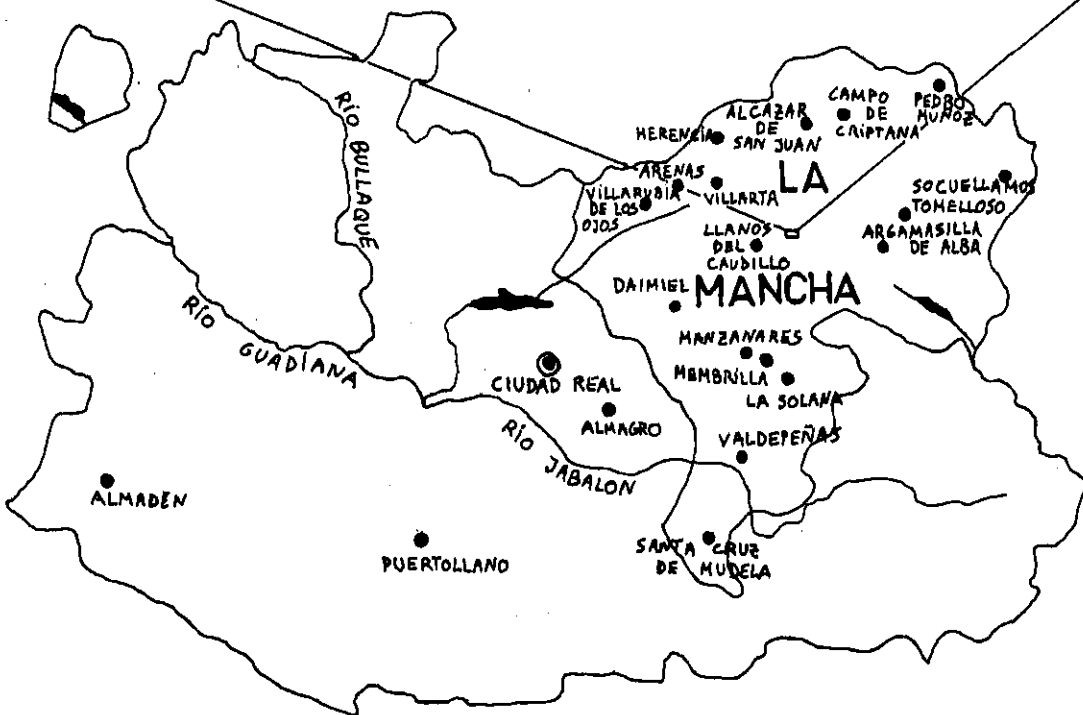 RÍO BULLAQUE
HERENCIA
ALCAZAR
DE
SAN JUAN
CAMPO
DE
CRIPTANA
PEDRO
MUÑOZ
ARENAS
VILLARUBIA
DE LOS
OJOS
VILLARTA
LA
SOCUELLAMOS
TOMELLOSO
ARGAMASILLA
DE ALBA
LLANOS
DEL
CAUDILLO
DAIMIEL
MANCHA
RÍO
GUADIANA
MANZANARES
MEMBRILLA
LA SOLANA
CIUDAD REAL
ALMAGRO
VALDEPEÑAS
RÍO
JABALON
ALMADEN
PUERTOLLANO
SANTA CRUZ
DE MUDELA